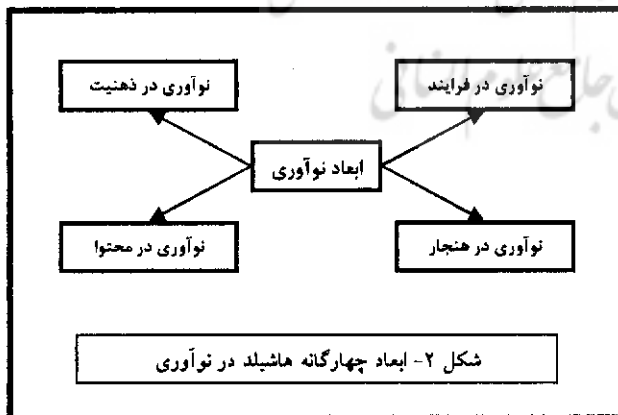 نوآوری در فرایند
نوآوری در ذهنیت
ابعاد نوآوری
نوآوری در هنجار
نوآوری در محتوا
شکل ۲- ابعاد چهارگانه هاشیلد در نوآوری